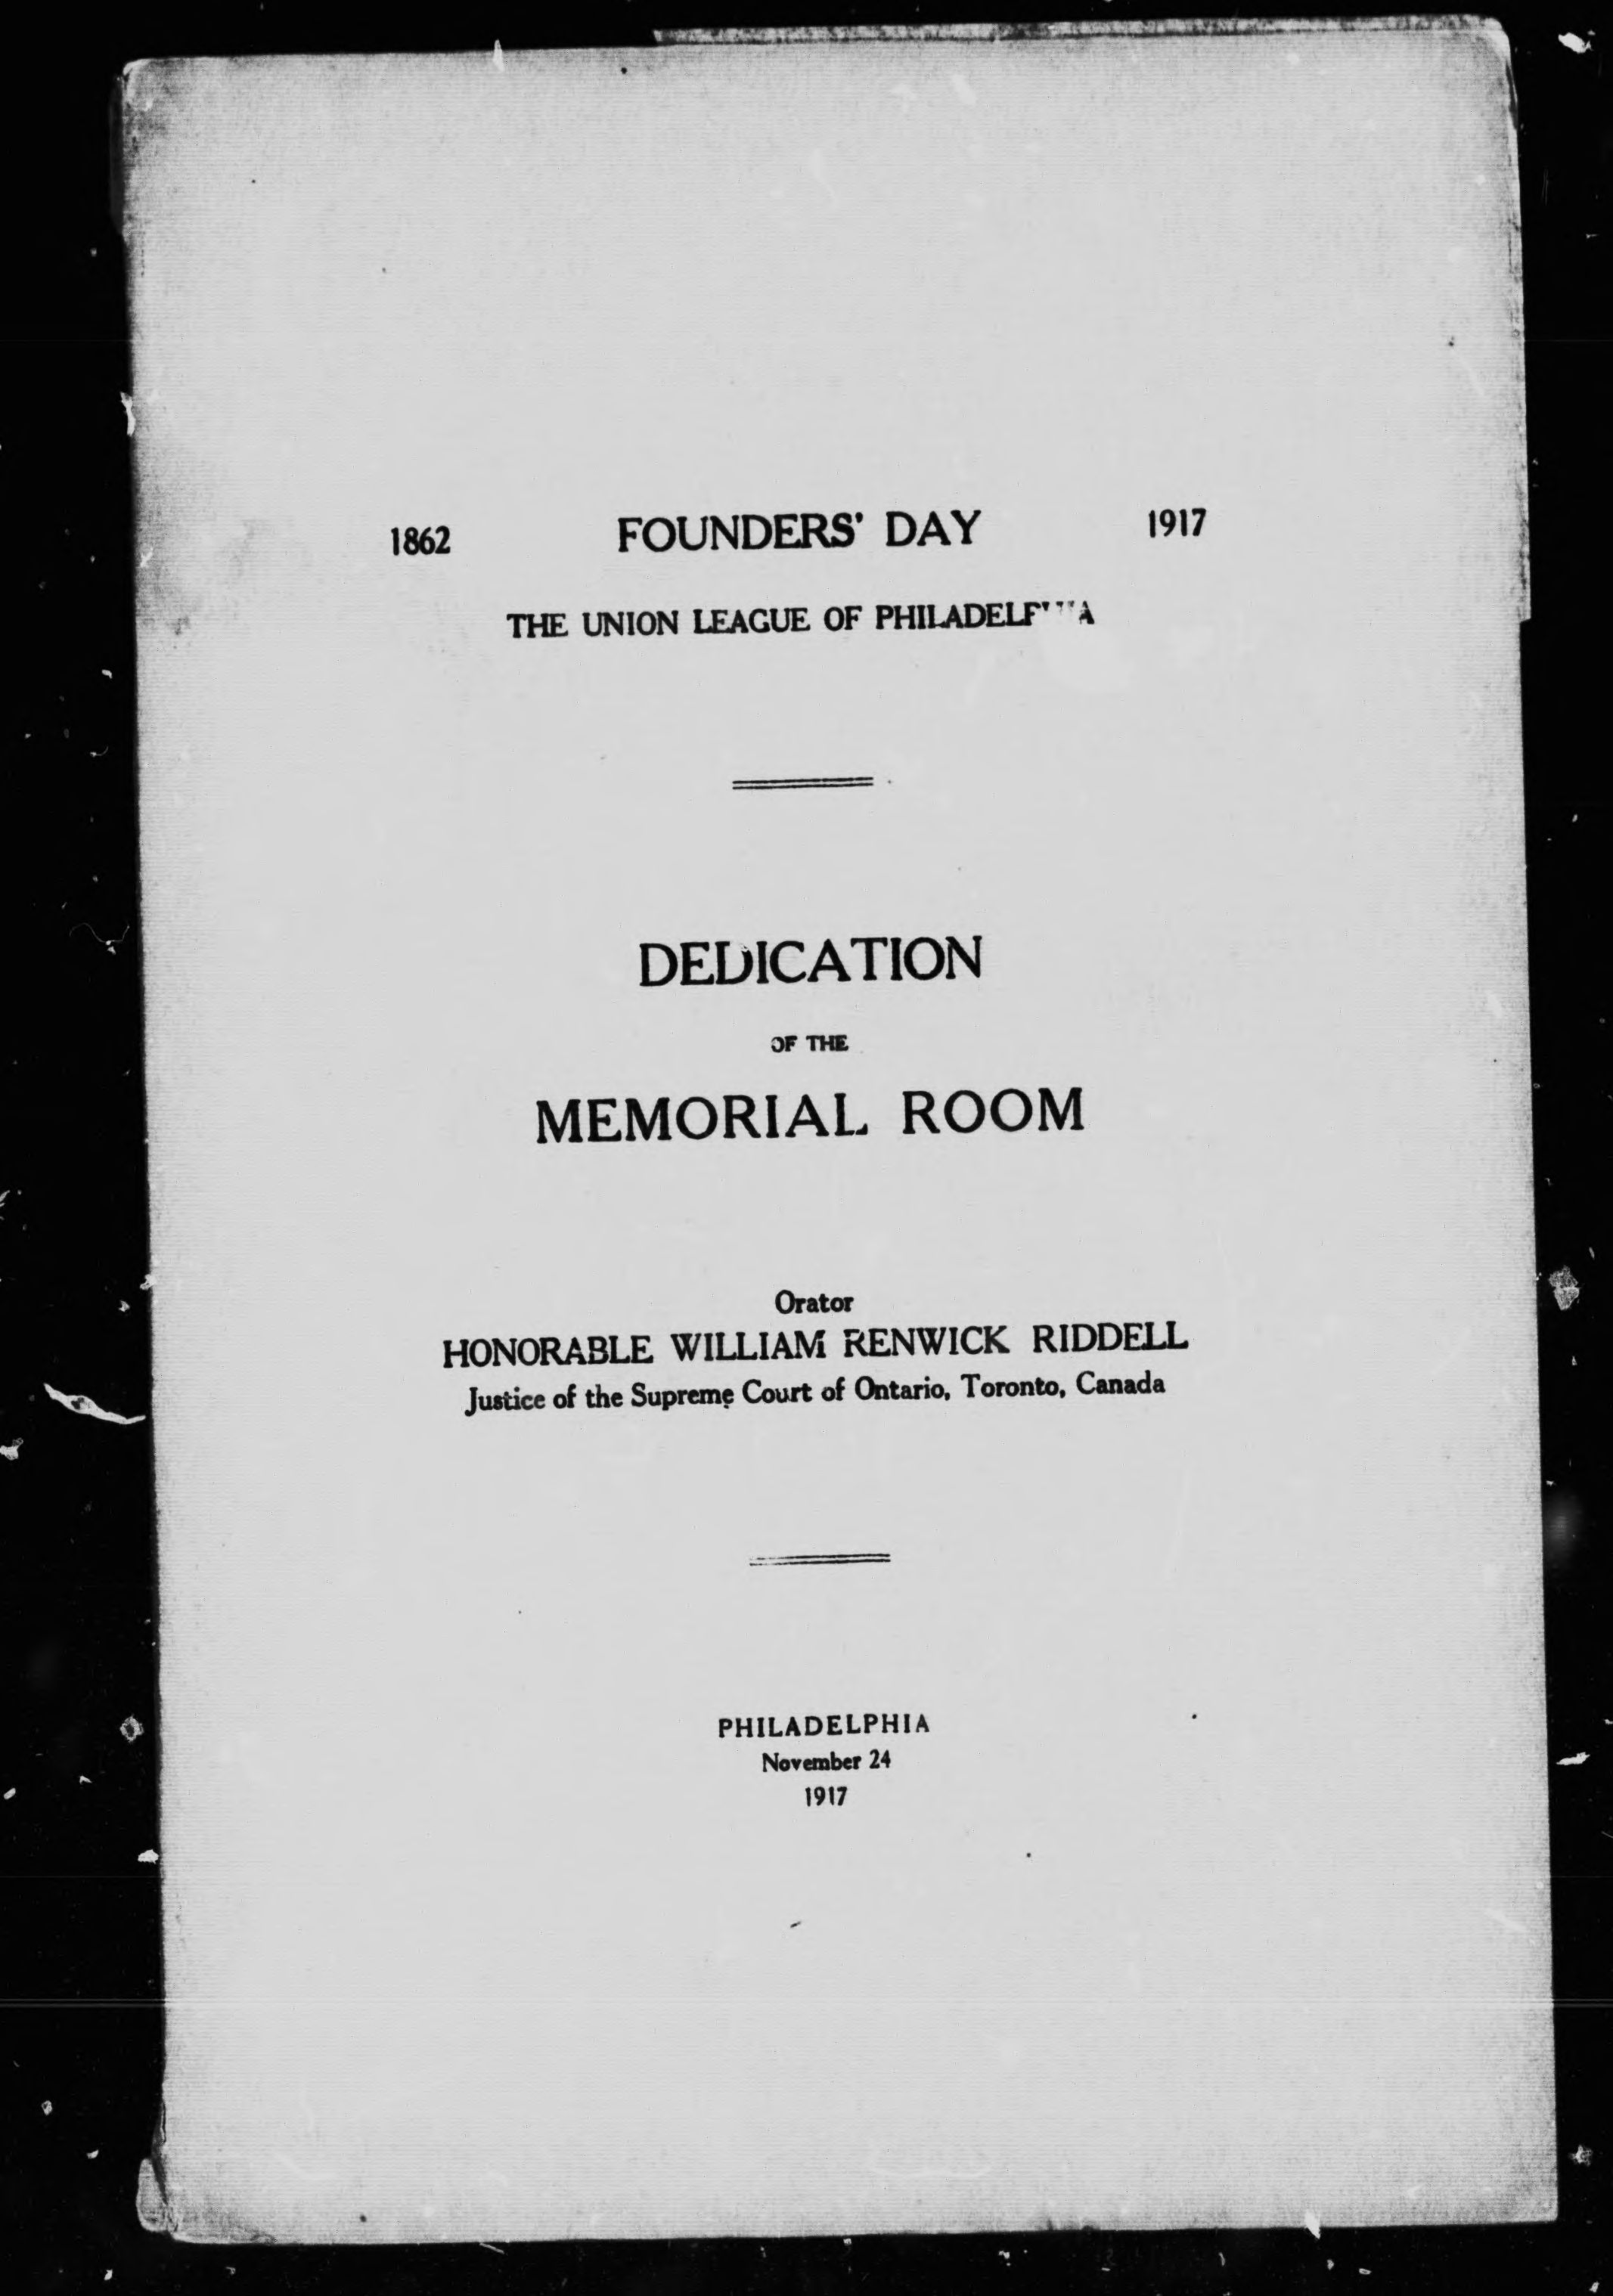 1862 FOUNDERS' DAY 1917
THE UNION LEAGUE OF PHILADELPHIA
DEDICATION
OF THE
MEMORIAL ROOM
Orator
HONORABLE WILLIAM RENWICK RIDDELL
Justice of the Supreme Court of Ontario, Toronto, Canada
PHILADELPHIA
November 24
1917